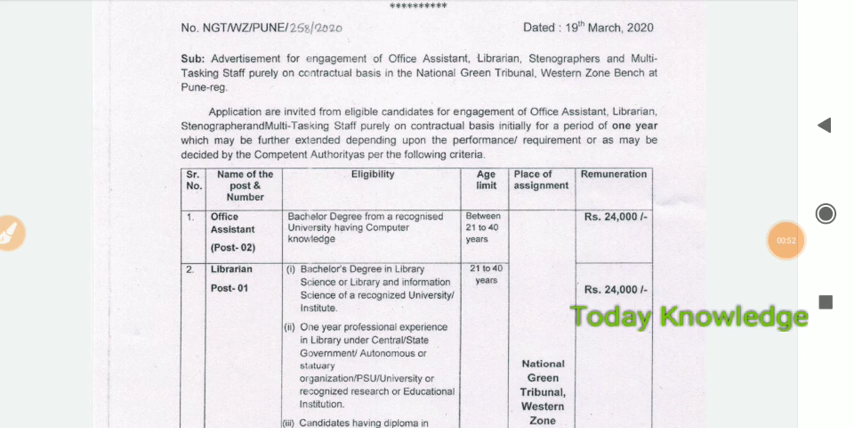 **********
No. NGT/WZ/PUNE/258/2020 Dated : 19th March, 2020
Sub: Advertisement for engagement of Office Assistant, Librarian, Stenographers and Multi-
Tasking Staff purely on contractual basis in the National Green Tribunal, Western Zone Bench at
Pune-reg.
Application are invited from eligible candidates for engagement of Office Assistant, Librarian,
StenographerandMulti-Tasking Staff purely on contractual basis initially for a period of one year
which may be further extended depending upon the performance/ requirement or as may be
decided by the Competent Authorityas per the following criteria.
Sr. No.
Name of the post & Number
Eligibility
Age limit
Place of assignment
Remuneration
1.
Office
Assistant
(Post- 02)
Bachelor Degree from a recognised
University having Computer
knowledge
Between
21 to 40
years
Rs. 24,000 /-
2.
Librarian
Post- 01
(i) Bachelor's Degree in Library
Science or Library and information
Science of a recognized University/
Institute.
(ii) One year professional experience
in Library under Central/State
Government/ Autonomous or
statuary
organization/PSU/University or
recognized research or Educational
Institution.
(iii) Candidates having diploma in
21 to 40
years
National
Green
Tribunal,
Western
Zone
Rs. 24,000 /-
Today Knowledge
00:52